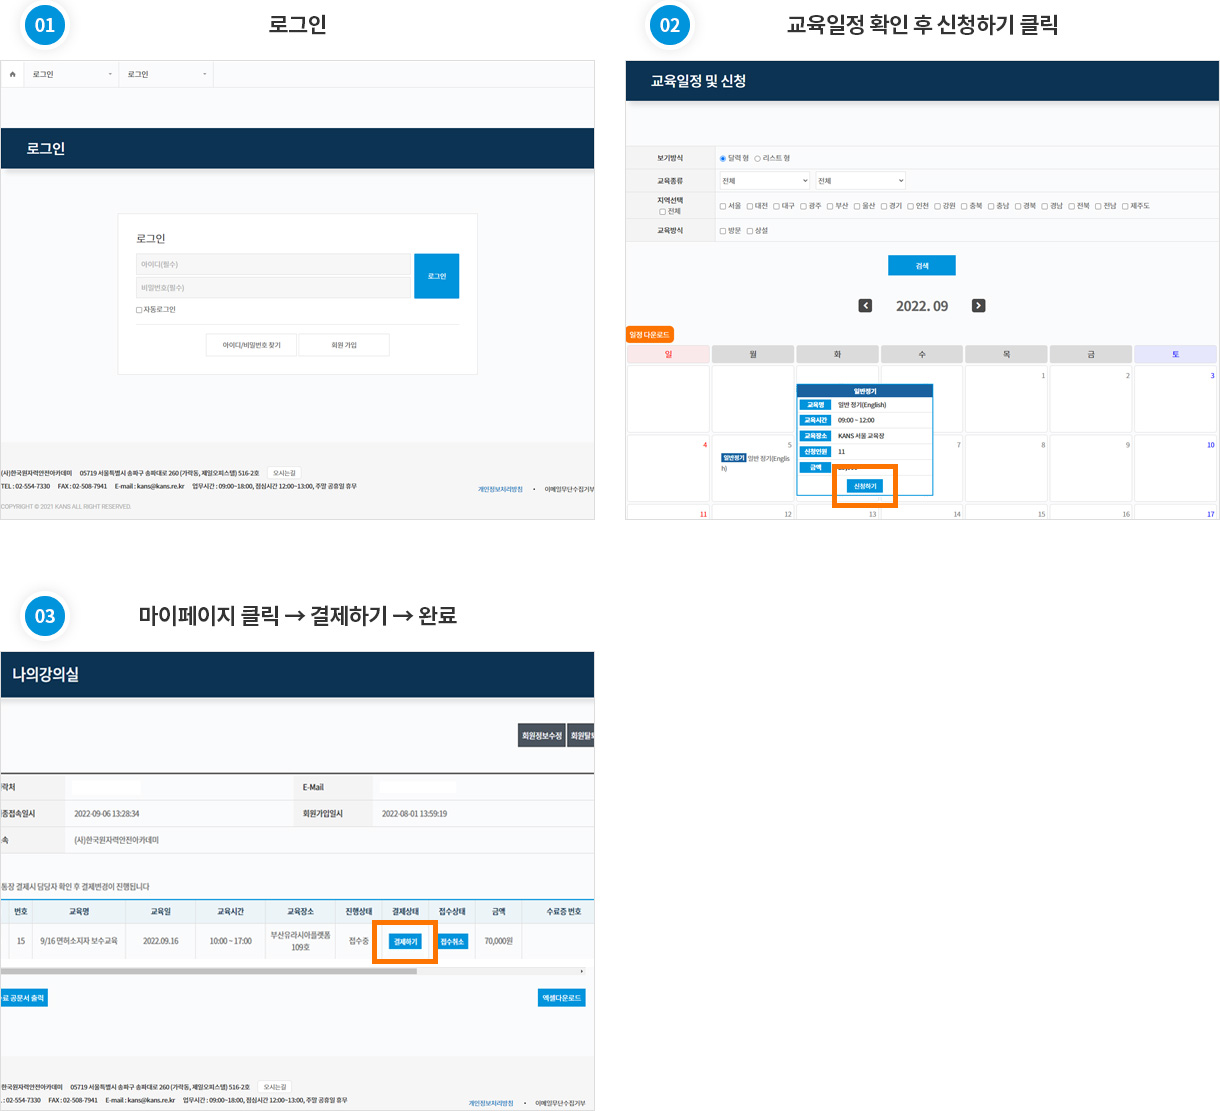 01
로그인
로그인
로그인
로그인
로그인
아이디(필수)
비밀번호(필수)
로그인
자동로그인
아이디/비밀번호 찾기
회원 가입
(사)한국원자력안전아카데미 05719 서울특별시 송파구 송파대로 260 (가락동, 제일오피스텔) 516-2호 오시는길
TEL : 02-554-7330 FAX : 02-508-7941 E-mail : kans@kans.re.kr 업무시간 : 09:00~18:00, 점심시간 12:00~13:00, 주말 공휴일 휴무
개인정보처리방침 • 이메일무단수집거부
COPYRIGHT © 2021 KANS ALL RIGHT RESERVED.
02
교육일정 확인 후 신청하기 클릭
교육일정 및 신청
보기방식 달력 형 리스트 형
교육종류 전체 전체
지역선택 전체 서울 대전 대구 광주 부산 울산 경기 인천 강원 충북 충남 경북 경남 전북 전남 제주도
교육방식 방문 상설
검색
2022. 09
일정 다운로드
일 월 화 수 목 금 토
1 2 3
일반정기
교육명 일반 정기(English)
교육시간 09:00 ~ 12:00
교육장소 KANS 서울 교육장
신청인원 11
금액
신청하기
4 5 7 8 9 10
일반정기 일반 정기(Englis
h)
11 12 13 14 15 16 17
03
마이페이지 클릭 → 결제하기 → 완료
나의강의실
회원정보수정 회원탈퇴
락처 E-Mail
종접속일시 2022-09-06 13:28:34 회원가입일시 2022-08-01 13:59:19
속 (사)한국원자력안전아카데미
통장 결제시 담당자 확인 후 결제변경이 진행됩니다
번호 교육명 교육일 교육시간 교육장소 진행상태 결제상태 접수상태 금액 수료증 번호
15 9/16 면허소지자 보수교육 2022.09.16 10:00 ~ 17:00 부산유라시아플랫폼 109호 접수중 결제하기 접수취소 70,000원
료 공문서 출력
엑셀다운로드
한국원자력안전아카데미 05719 서울특별시 송파구 송파대로 260 (가락동, 제일오피스텔) 516-2호 오시는길
. : 02-554-7330 FAX : 02-508-7941 E-mail : kans@kans.re.kr 업무시간 : 09:00~18:00, 점심시간 12:00~13:00, 주말 공휴일 휴무
개인정보처리방침 • 이메일무단수집거부